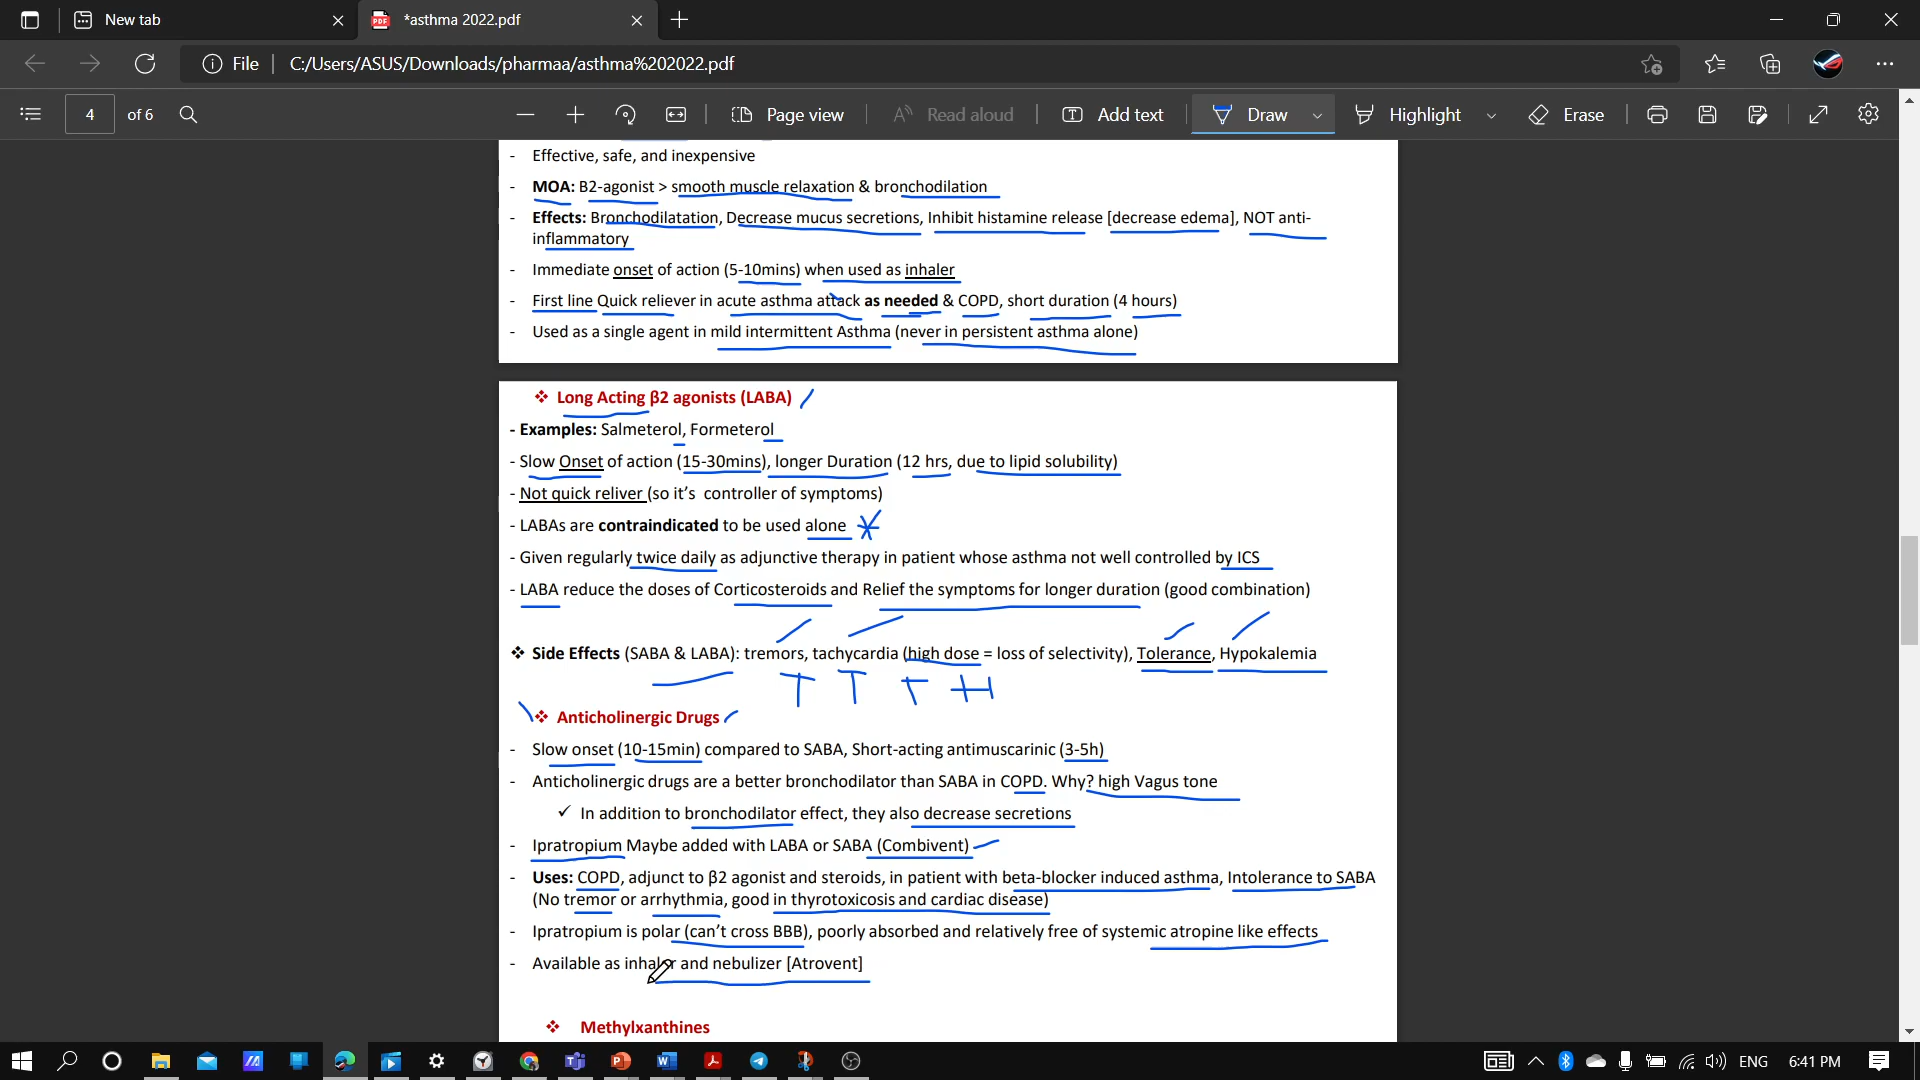 New tab
*asthma 2022.pdf
File C:/Users/ASUS/Downloads/pharmaa/asthma%202022.pdf
4 of 6 Page view Read aloud Add text Draw Highlight Erase
- Effective, safe, and inexpensive
- MOA: B2-agonist > smooth muscle relaxation & bronchodilation
- Effects: Bronchodilatation, Decrease mucus secretions, Inhibit histamine release [decrease edema], NOT anti-
inflammatory
- Immediate onset of action (5-10mins) when used as inhaler
- First line Quick reliever in acute asthma attack as needed & COPD, short duration (4 hours)
- Used as a single agent in mild intermittent Asthma (never in persistent asthma alone)
❖ Long Acting β2 agonists (LABA)
- Examples: Salmeterol, Formeterol
- Slow Onset of action (15-30mins), longer Duration (12 hrs, due to lipid solubility)
- Not quick reliver (so it's controller of symptoms)
- LABAs are contraindicated to be used alone *
- Given regularly twice daily as adjunctive therapy in patient whose asthma not well controlled by ICS
- LABA reduce the doses of Corticosteroids and Relief the symptoms for longer duration (good combination)
❖ Side Effects (SABA & LABA): tremors, tachycardia (high dose = loss of selectivity), Tolerance, Hypokalemia
T T T H
❖ Anticholinergic Drugs
- Slow onset (10-15min) compared to SABA, Short-acting antimuscarinic (3-5h)
- Anticholinergic drugs are a better bronchodilator than SABA in COPD. Why? high Vagus tone
✓ In addition to bronchodilator effect, they also decrease secretions
- Ipratropium Maybe added with LABA or SABA (Combivent)
- Uses: COPD, adjunct to β2 agonist and steroids, in patient with beta-blocker induced asthma, Intolerance to SABA
(No tremor or arrhythmia, good in thyrotoxicosis and cardiac disease)
- Ipratropium is polar (can't cross BBB), poorly absorbed and relatively free of systemic atropine like effects
- Available as inhaler and nebulizer [Atrovent]
❖ Methylxanthines
ENG 6:41 PM